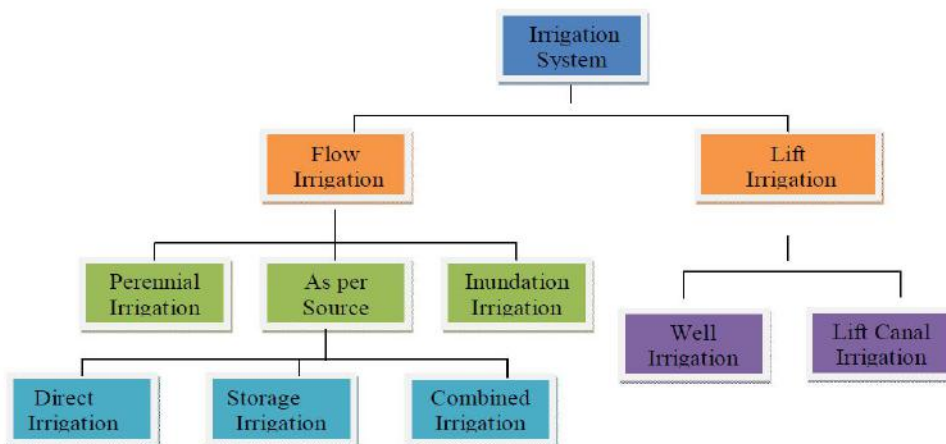 Irrigation
System
Flow
Irrigation
Lift
Irrigation
Perennial
Irrigation
As per
Source
Inundation
Irrigation
Well
Irrigation
Lift Canal
Irrigation
Direct
Irrigation
Storage
Irrigation
Combined
Irrigation